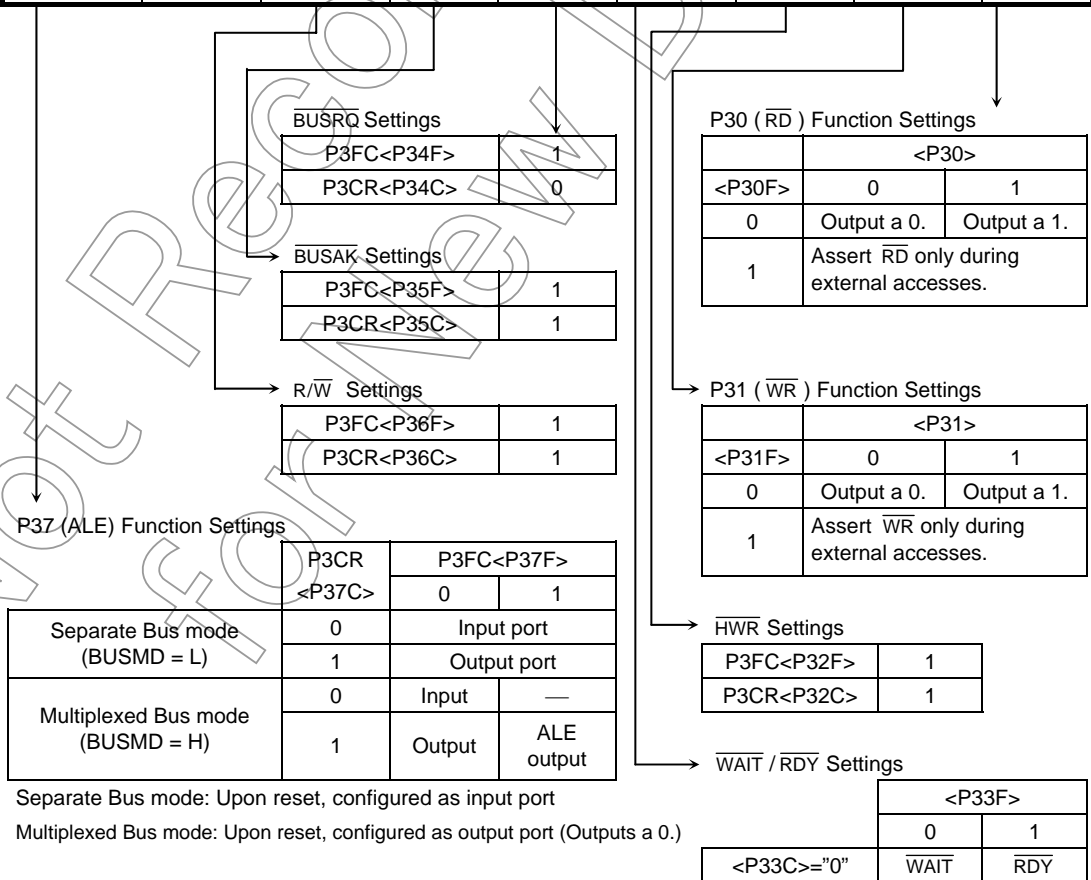 BUSRQ Settings
P3FC<P34F> 1
P3CR<P34C> 0
BUSAK Settings
P3FC<P35F> 1
P3CR<P35C> 1
R/W Settings
P3FC<P36F> 1
P3CR<P36C> 1
P37 (ALE) Function Settings
P3CR <P37C> P3FC<P37F>
0 1
Separate Bus mode (BUSMD = L) 0 Input port
1 Output port
Multiplexed Bus mode (BUSMD = H) 0 Input —
1 Output ALE output
Separate Bus mode: Upon reset, configured as input port
Multiplexed Bus mode: Upon reset, configured as output port (Outputs a 0.)
P30 ( RD ) Function Settings
<P30>
<P30F> 0 1
0 Output a 0. Output a 1.
1 Assert RD only during
external accesses.
P31 ( WR ) Function Settings
<P31>
<P31F> 0 1
0 Output a 0. Output a 1.
1 Assert WR only during
external accesses.
HWR Settings
P3FC<P32F> 1
P3CR<P32C> 1
WAIT / RDY Settings
<P33F>
0 1
<P33C>="0" WAIT RDY
Not Reco
for New D